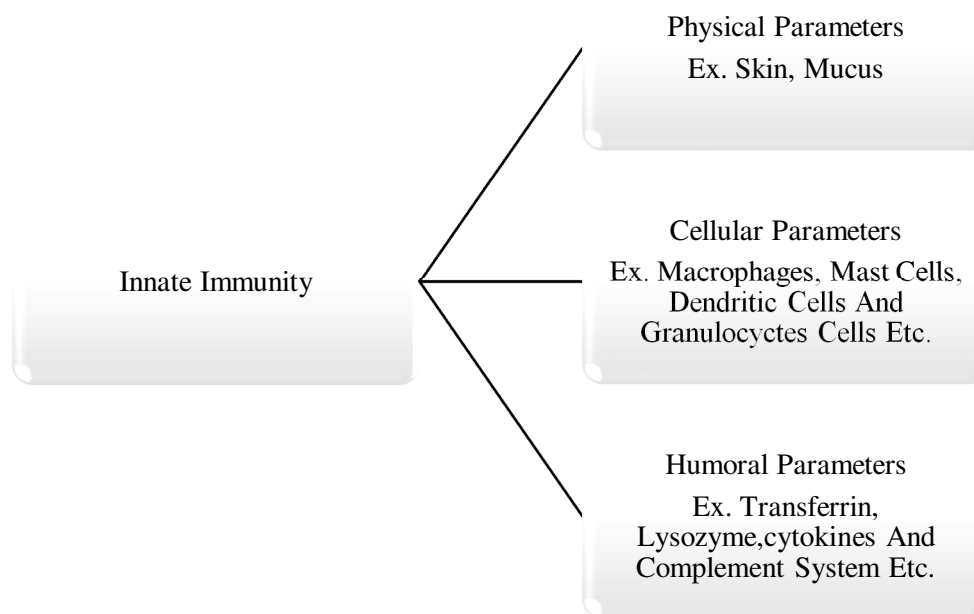 Innate Immunity
Physical Parameters
Ex. Skin, Mucus
Cellular Parameters
Ex. Macrophages, Mast Cells,
Dendritic Cells And
Granulocyctes Cells Etc.
Humoral Parameters
Ex. Transferrin,
Lysozyme,cytokines And
Complement System Etc.